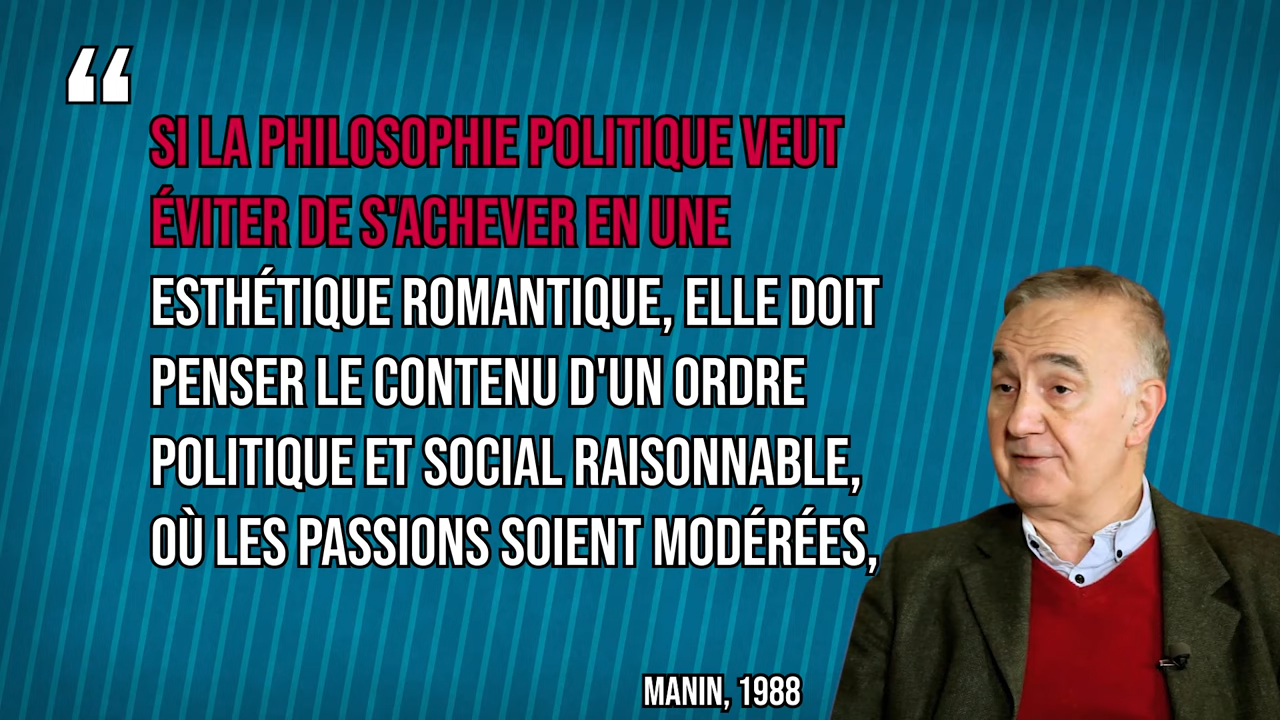 “
SI LA PHILOSOPHIE POLITIQUE VEUT
ÉVITER DE S'ACHEVER EN UNE
ESTHÉTIQUE ROMANTIQUE, ELLE DOIT
PENSER LE CONTENU D'UN ORDRE
POLITIQUE ET SOCIAL RAISONNABLE,
OÙ LES PASSIONS SOIENT MODÉRÉES,
MANIN, 1988